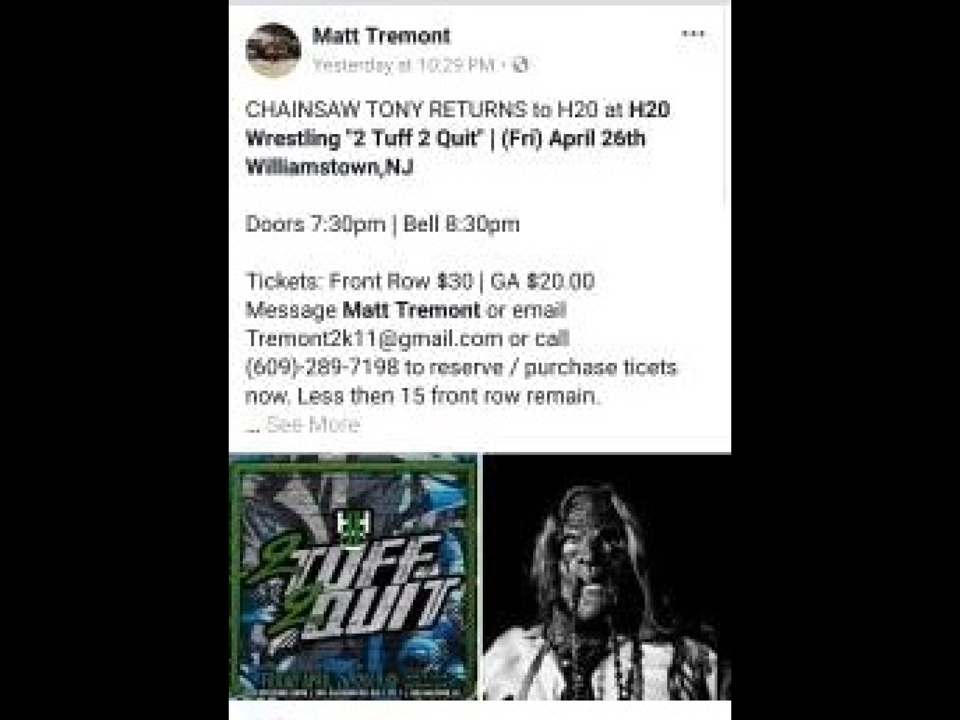 Matt Tremont
Yesterday at 10:29 PM
CHAINSAW TONY RETURNS to H20 at H20
Wrestling "2 Tuff 2 Quit" | (Fri) April 26th
Williamstown,NJ
Doors 7:30pm | Bell 8:30pm
Tickets: Front Row $30 | GA $20.00
Message Matt Tremont or email
Tremont2k11@gmail.com or call
(609)-289-7198 to reserve / purchase ticets
now. Less then 15 front row remain.
... See More
2 TUFF
2 QUIT